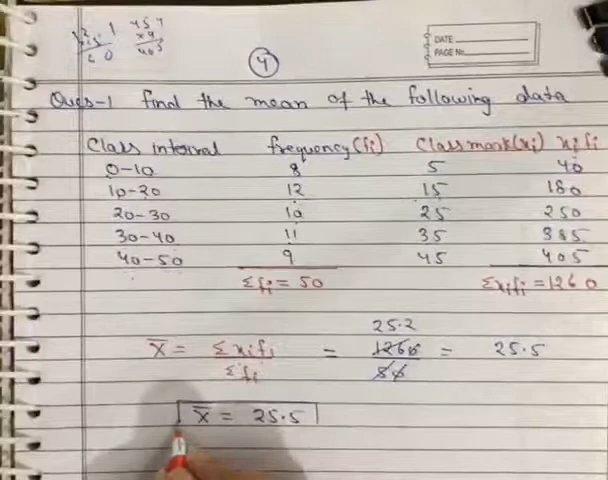 457
x9
405
DATE
PAGE No.
4
Ques-1 find the mean of the following data
Class interval frequency(fi) Class mark(xi) xifi
0-10 8 5 40
10-20 12 15 180
20-30 10 25 250
30-40 11 35 385
40-50 9 45 405
Σfi = 50 Σxifi = 1260
25.2
x̄ = Σxifi = 1260 = 25.5
Σfi 50
x̄ = 25.5